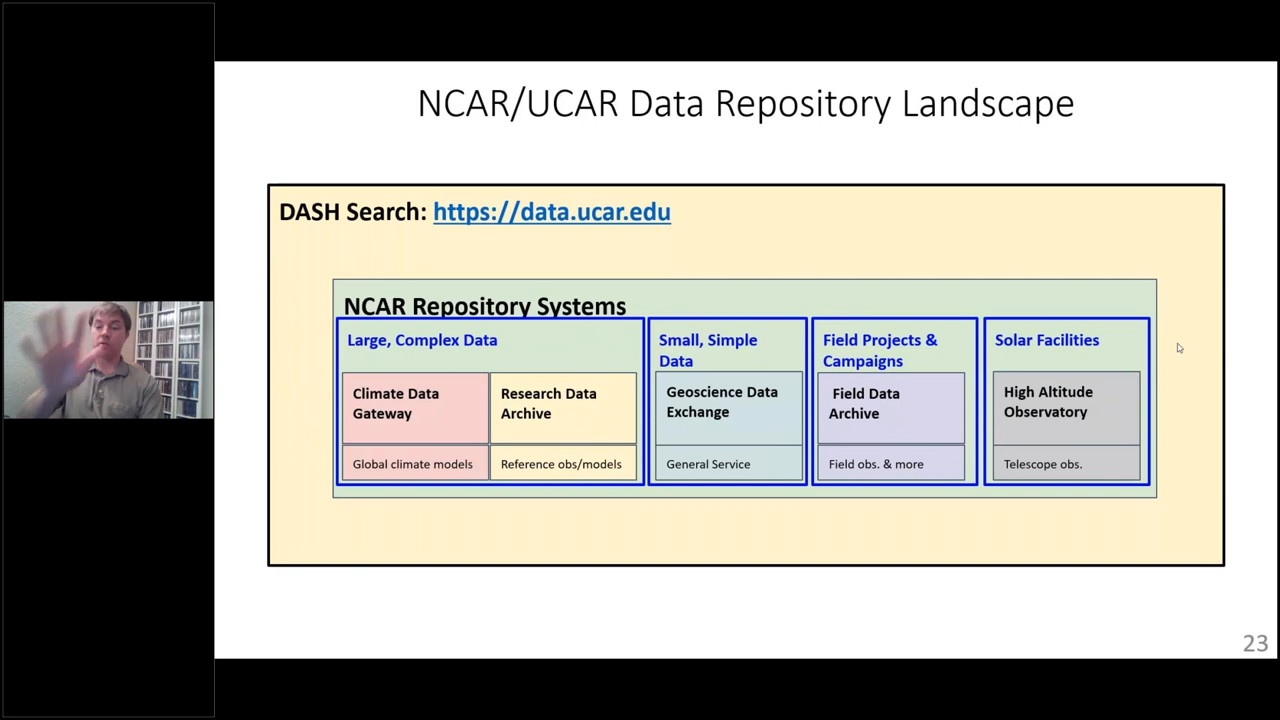 NCAR/UCAR Data Repository Landscape
DASH Search: https://data.ucar.edu
NCAR Repository Systems
Large, Complex Data
Climate Data
Gateway
Global climate models
Research Data
Archive
Reference obs/models
Small, Simple
Data
Geoscience Data
Exchange
General Service
Field Projects &
Campaigns
Field Data
Archive
Field obs. & more
Solar Facilities
High Altitude
Observatory
Telescope obs.
23